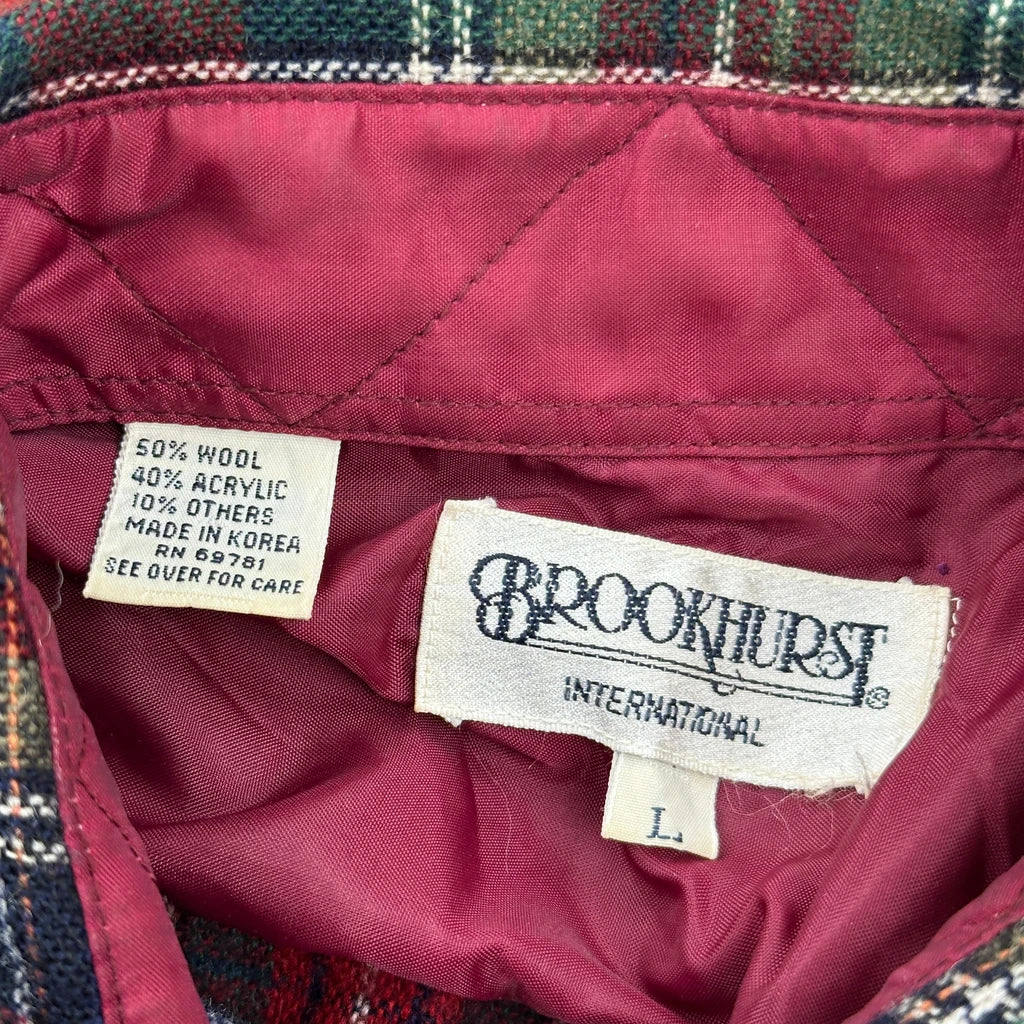 50% WOOL
40% ACRYLIC
10% OTHERS
MADE IN KOREA
RN 69781
SEE OVER FOR CARE
BROOKHURST®
INTERNATIONAL
L